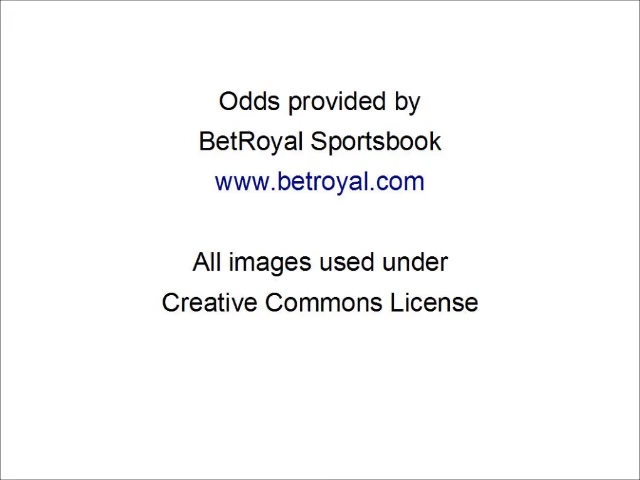 Odds provided by
BetRoyal Sportsbook
www.betroyal.com
All images used under
Creative Commons License